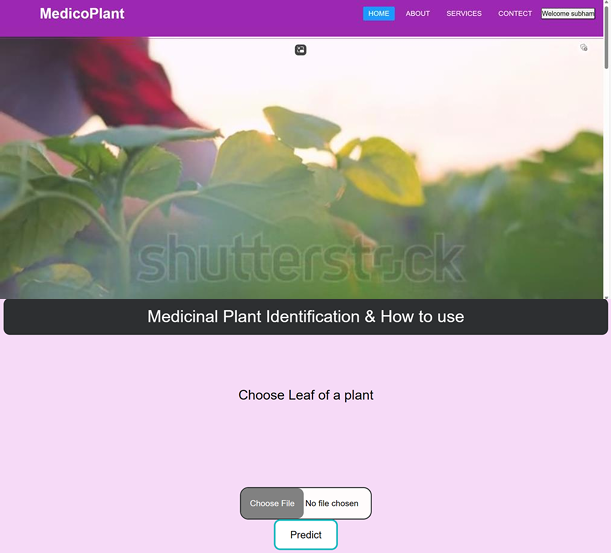 MedicoPlant
HOME ABOUT SERVICES CONTECT Welcome subham
shutterstock
Medicinal Plant Identification & How to use
Choose Leaf of a plant
Choose File No file chosen
Predict